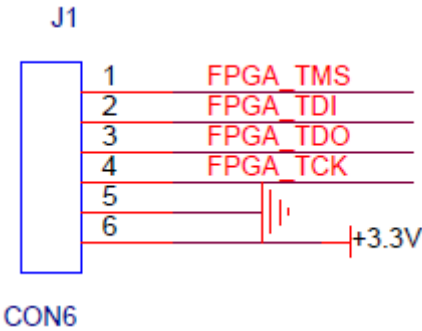 J1
1 FPGA_TMS
2 FPGA_TDI
3 FPGA_TDO
4 FPGA_TCK
5
6
+3.3V
CON6